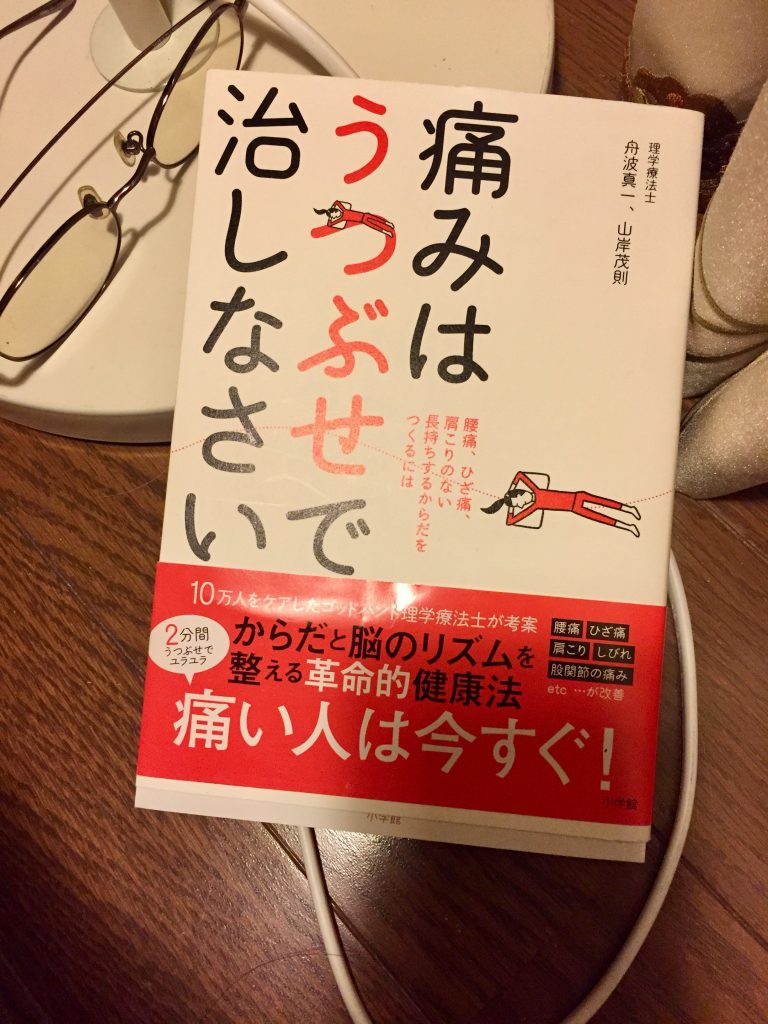 痛みは
うつぶせで
治しなさい
理学療法士
舟波真一、山岸茂則
腰痛、ひざ痛、
肩こりのない
長持ちするからだを
つくるには
10万人をケアしたゴッドハンド理学療法士が考案
2分間
うつぶせで
ユラユラ
からだと脳のリズムを
整える革命的健康法
腰痛 ひざ痛
肩こり しびれ
股関節の痛み
etc …が改善
痛い人は今すぐ!
小学館
小学館